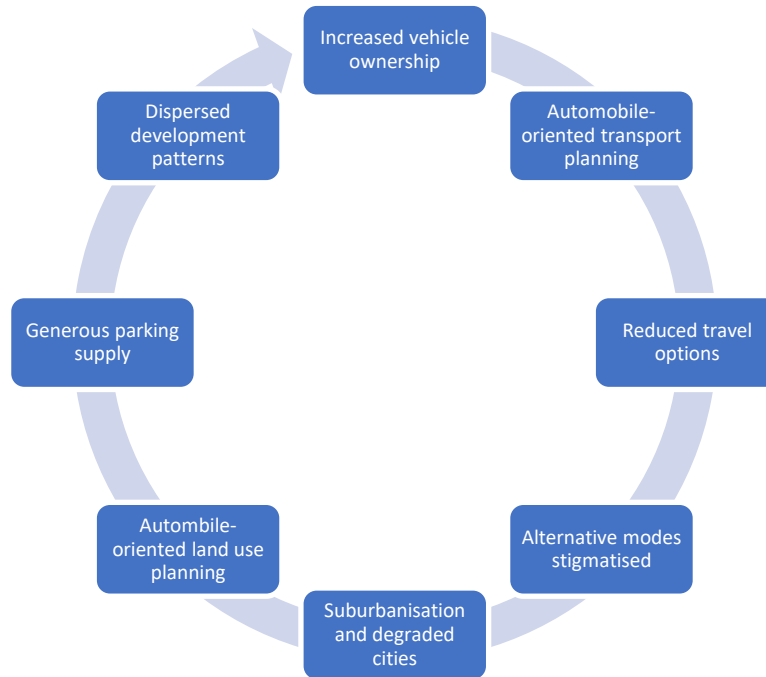 Increased vehicle
ownership
Automobile-
oriented transport
planning
Reduced travel
options
Alternative modes
stigmatised
Suburbanisation
and degraded
cities
Autombile-
oriented land use
planning
Generous parking
supply
Dispersed
development
patterns